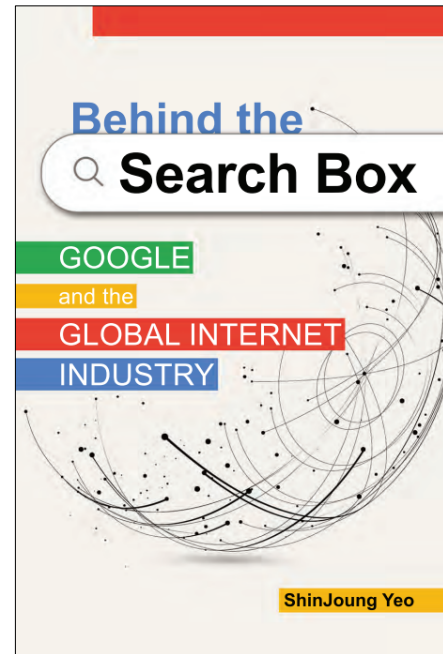 Behind the
Search Box
GOOGLE
and the
GLOBAL INTERNET
INDUSTRY
ShinJoung Yeo